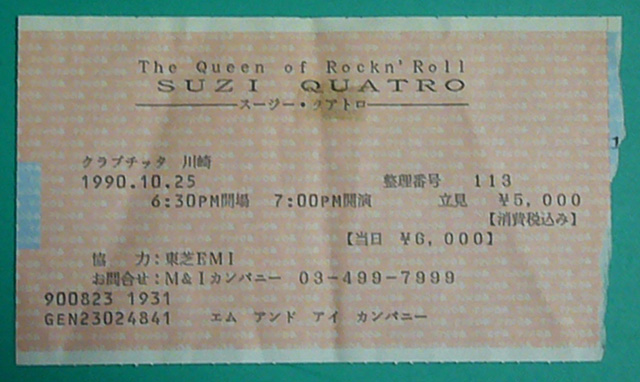 The Queen of Rockn' Roll
SUZI QUATRO
スージー・クアトロ
クラブチッタ 川崎
1990.10.25 整理番号 113
6:30PM開場 7:00PM開演 立見 ¥5,000
【消費税込み】
【当日 ¥6,000】
協 力:東芝EMI
お問合せ:M&Iカンパニー 03-499-7999
900823 1931
GEN23024841 エム アンド アイ カンパニー
1